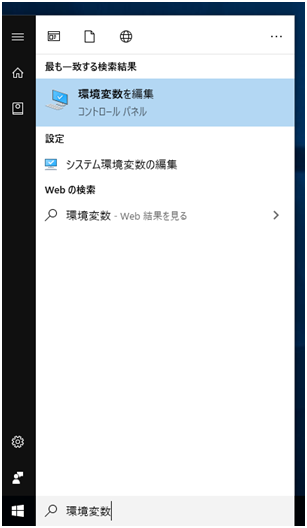 最も一致する検索結果
環境変数を編集
コントロール パネル
設定
システム環境変数の編集
Web の検索
環境変数 - Web 結果を見る
環境変数